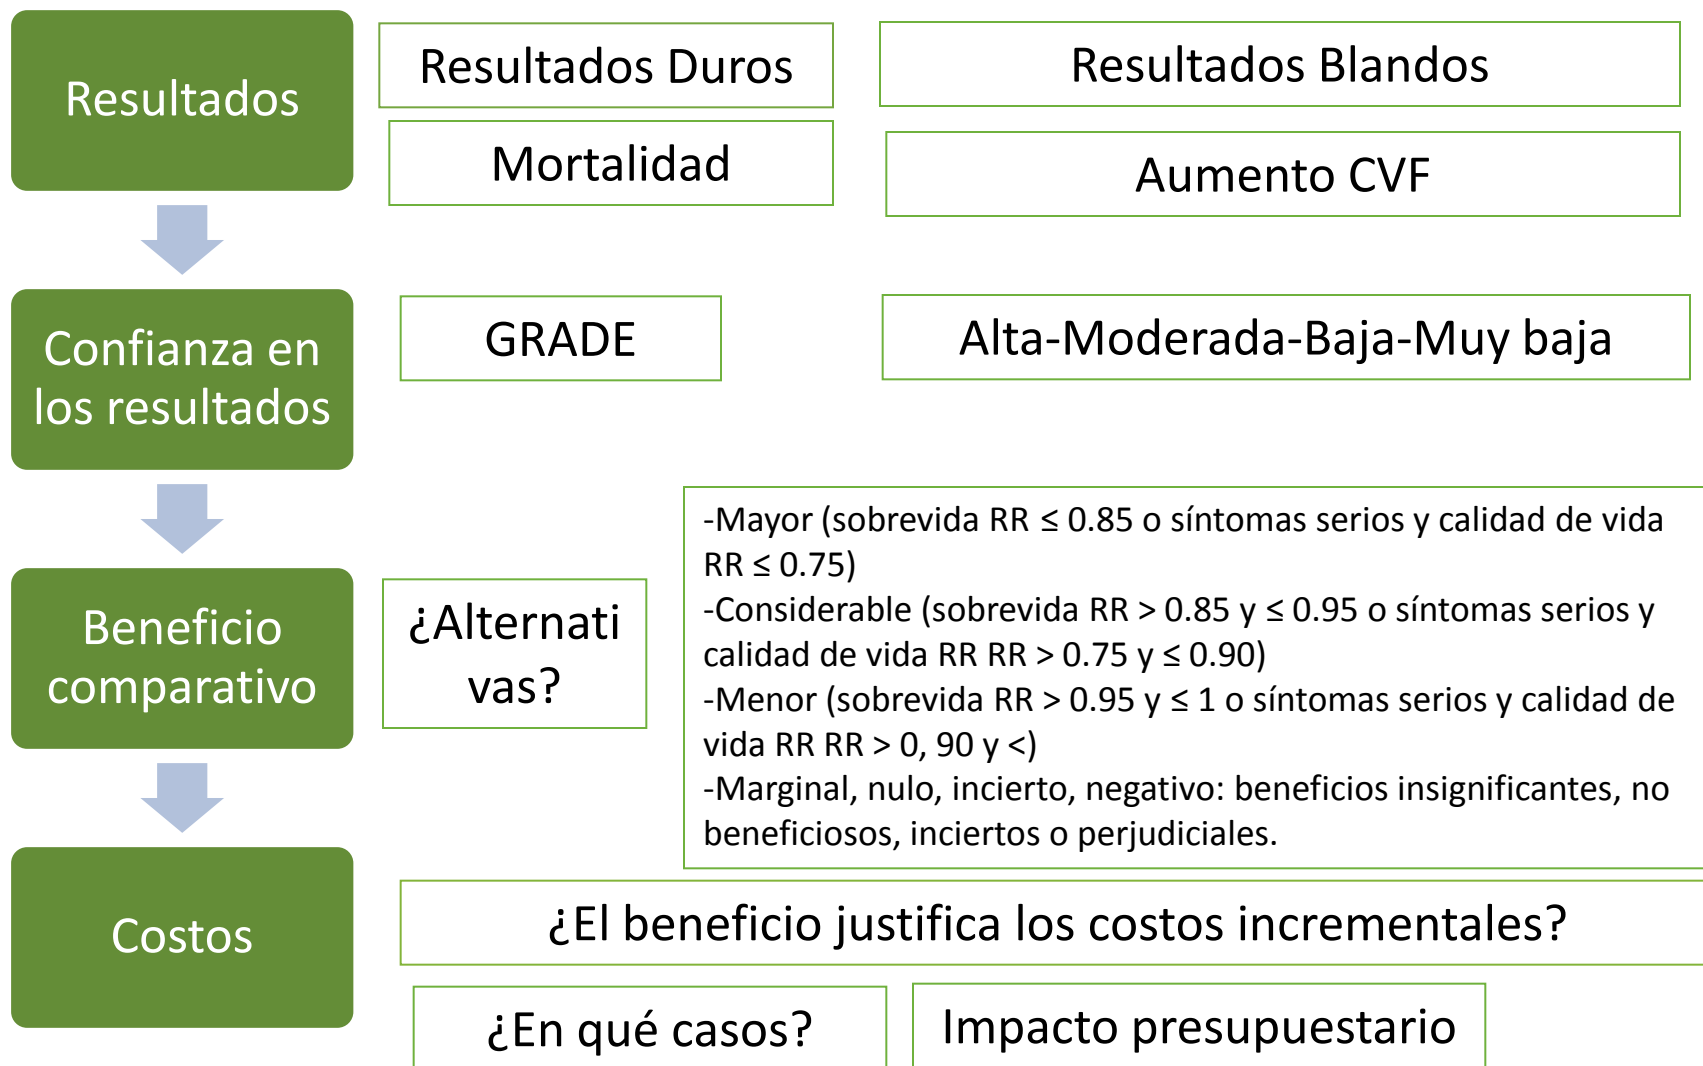 Resultados
Resultados Duros
Resultados Blandos
Mortalidad
Aumento CVF
Confianza en
los resultados
GRADE
Alta-Moderada-Baja-Muy baja
Beneficio
comparativo
¿Alternati
vas?
-Mayor (sobrevida RR ≤ 0.85 o síntomas serios y calidad de vida
RR ≤ 0.75)
-Considerable (sobrevida RR > 0.85 y ≤ 0.95 o síntomas serios y
calidad de vida RR RR > 0.75 y ≤ 0.90)
-Menor (sobrevida RR > 0.95 y ≤ 1 o síntomas serios y calidad de
vida RR RR > 0, 90 y <)
-Marginal, nulo, incierto, negativo: beneficios insignificantes, no
beneficiosos, inciertos o perjudiciales.
Costos
¿El beneficio justifica los costos incrementales?
¿En qué casos?
Impacto presupuestario